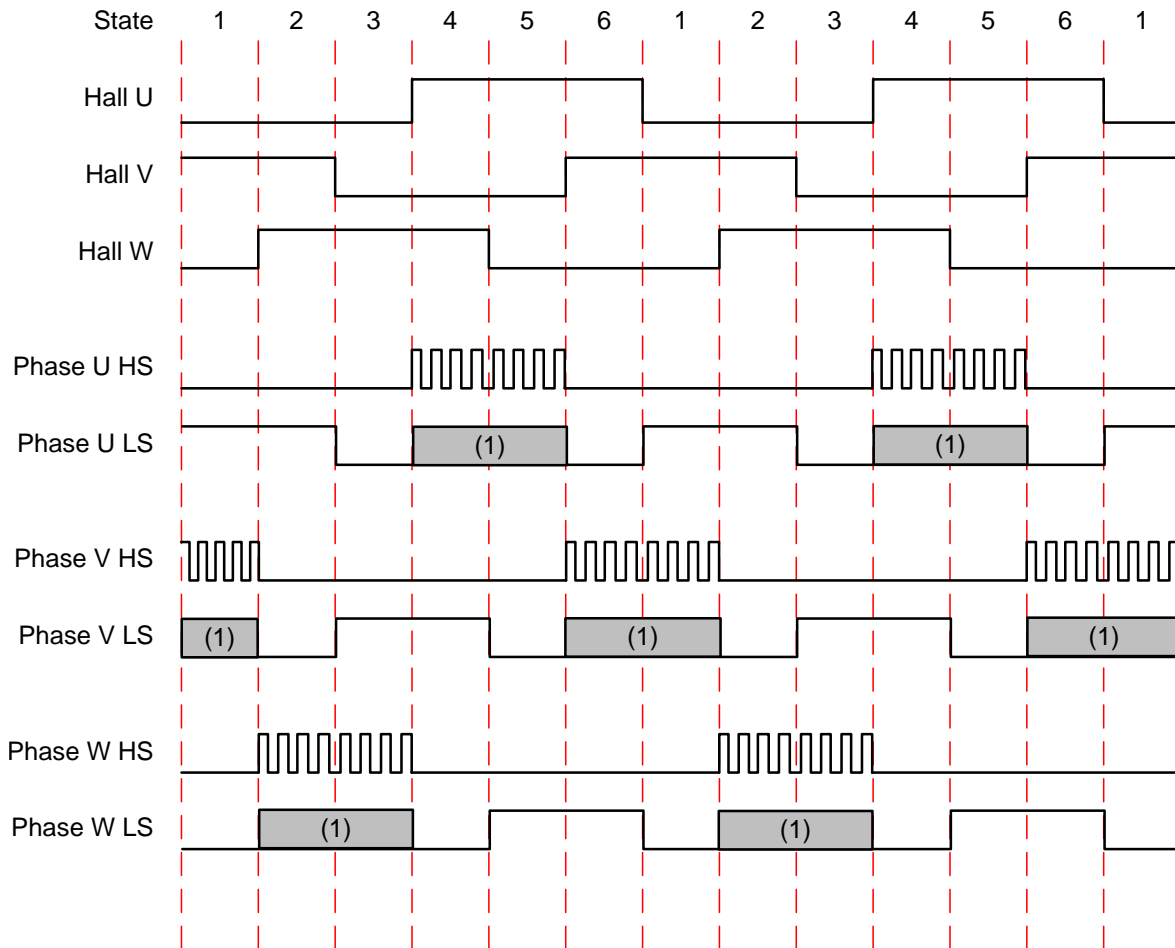 State 1 2 3 4 5 6 1 2 3 4 5 6 1
Hall U
Hall V
Hall W
Phase U HS
Phase U LS (1) (1)
Phase V HS
Phase V LS (1) (1) (1)
Phase W HS
Phase W LS (1) (1)